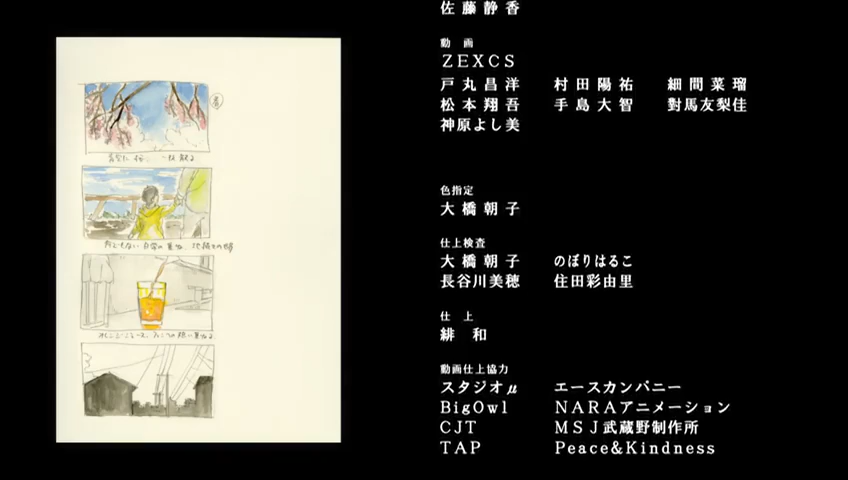 佐藤静香
動画
ZEXCS
戸丸昌洋 村田陽祐 細間菜瑠
松本翔吾 手島大智 對馬友梨佳
神原よし美
色指定
大橋朝子
仕上検査
大橋朝子 のぼりはるこ
長谷川美穂 住田彩由里
仕上
緋和
動画仕上協力
スタジオμ エースカンパニー
BigOwl NARAアニメーション
CJT MSJ武蔵野制作所
TAP Peace&Kindness